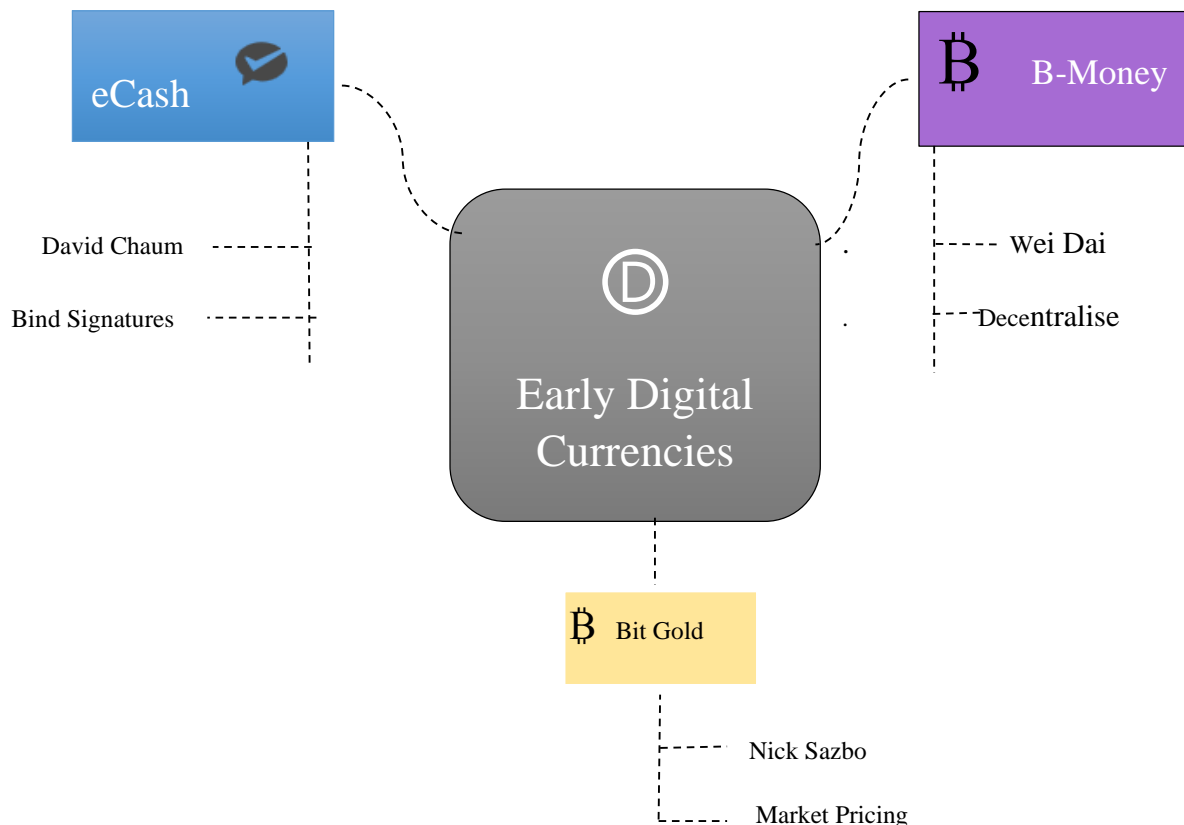 eCash
B-Money
David Chaum
Bind Signatures
Wei Dai
Decentralise
Early Digital
Currencies
Bit Gold
Nick Sazbo
Market Pricing